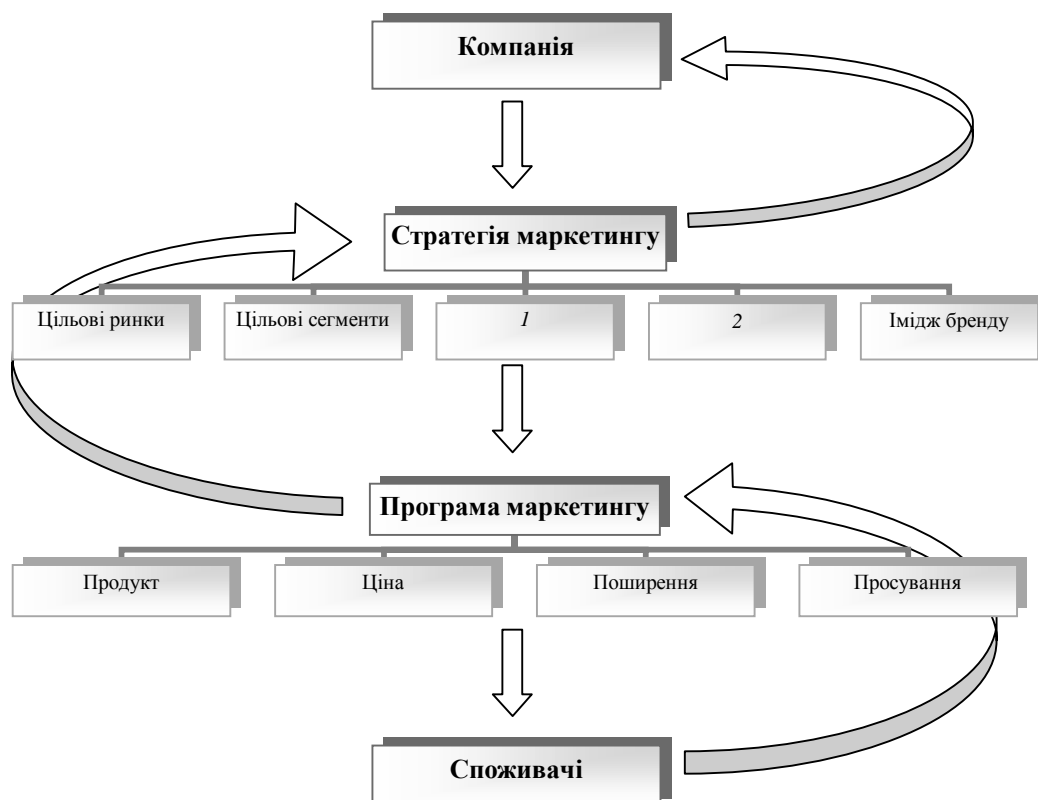 Компанія
Стратегія маркетингу
Цільові ринки
Цільові сегменти
1
2
Імідж бренду
Програма маркетингу
Продукт
Ціна
Поширення
Просування
Споживачі